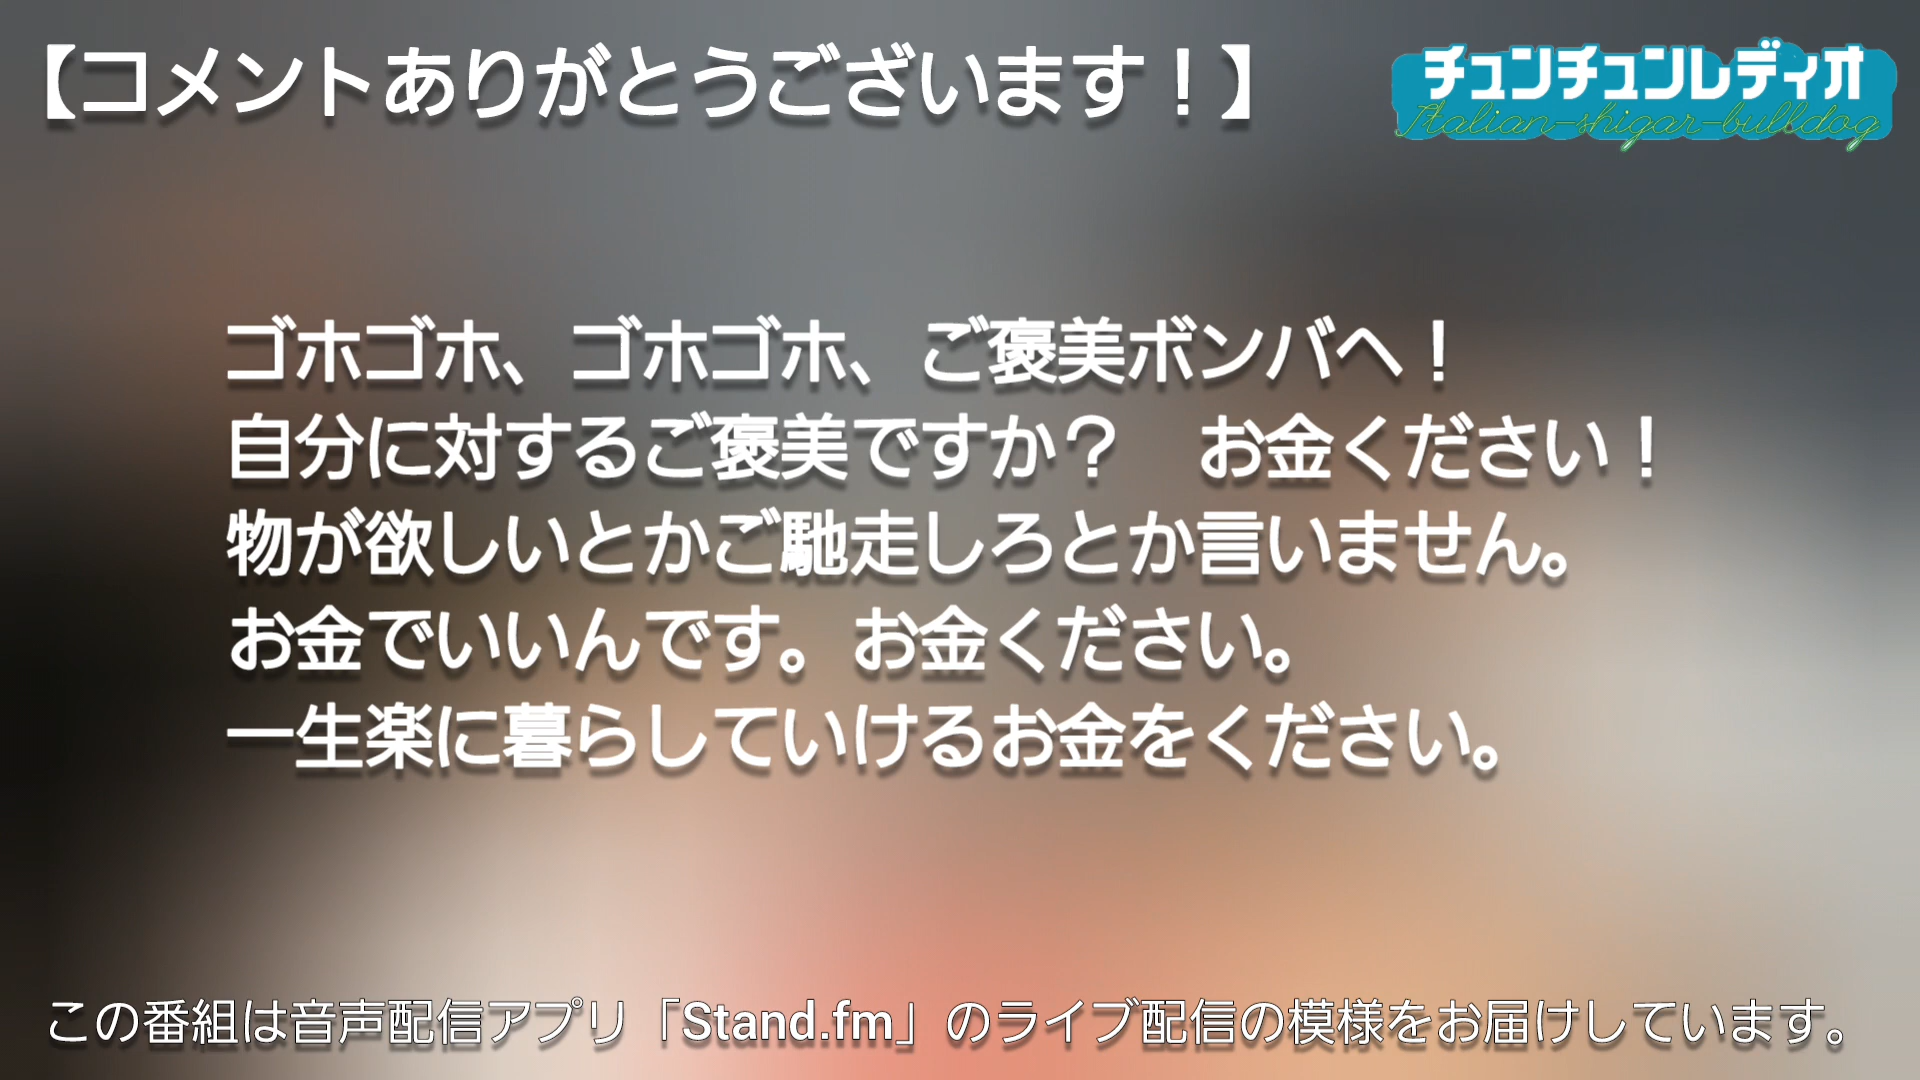 【コメントありがとうございます！】
チュンチュンレディオ
Italian-shigar-bulldog
ゴホゴホ、ゴホゴホ、ご褒美ボンバヘ！
自分に対するご褒美ですか？　お金ください！
物が欲しいとかご馳走しろとか言いません。
お金でいいんです。お金ください。
一生楽に暮らしていけるお金をください。
この番組は音声配信アプリ「Stand.fm」のライブ配信の模様をお届けしています。